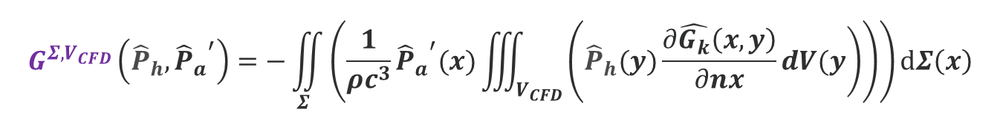 G^{Σ,V_{CFD}}(P̂_h, P̂_a′) = − ∬_Σ (1/(ρc³) P̂_a′(x) ∭_{V_{CFD}} (P̂_h(y) ∂Ĝ_k(x, y)/∂nx dV(y)))) dΣ(x)